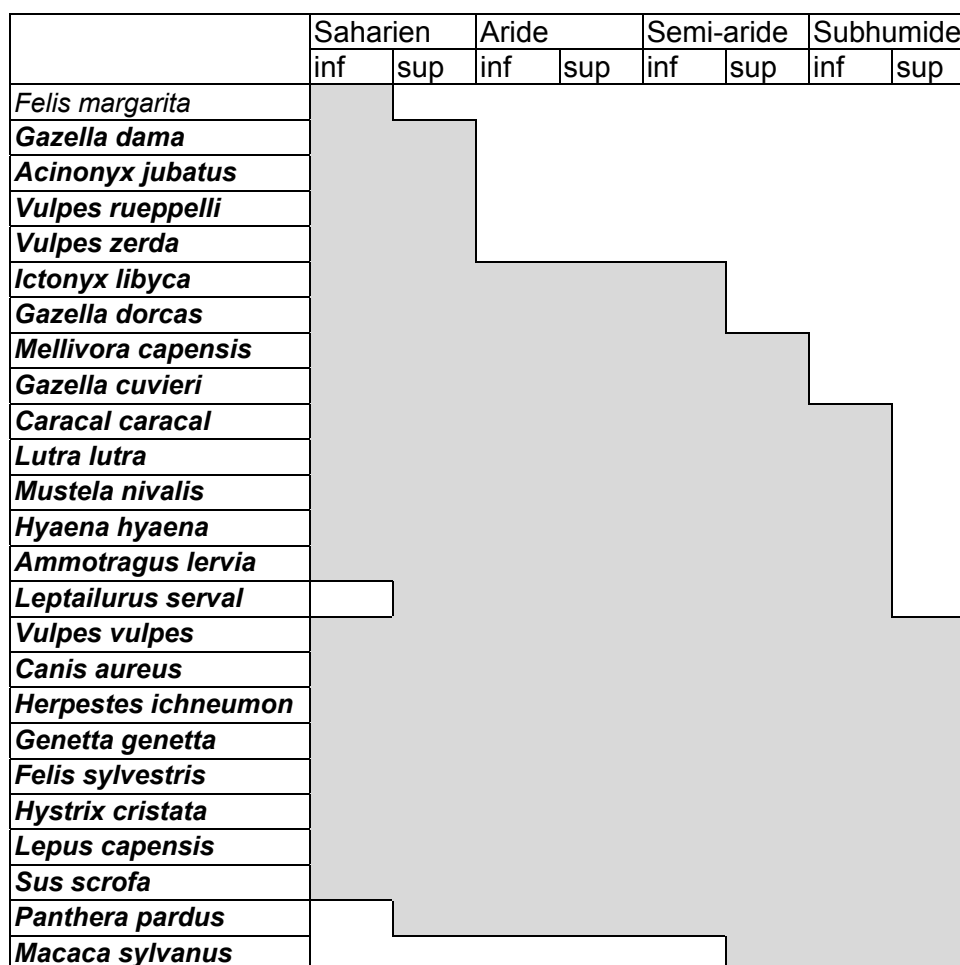 Saharien Aride Semi-aride Subhumide
inf sup inf sup inf sup inf sup
Felis margarita
Gazella dama
Acinonyx jubatus
Vulpes rueppelli
Vulpes zerda
Ictonyx libyca
Gazella dorcas
Mellivora capensis
Gazella cuvieri
Caracal caracal
Lutra lutra
Mustela nivalis
Hyaena hyaena
Ammotragus lervia
Leptailurus serval
Vulpes vulpes
Canis aureus
Herpestes ichneumon
Genetta genetta
Felis sylvestris
Hystrix cristata
Lepus capensis
Sus scrofa
Panthera pardus
Macaca sylvanus